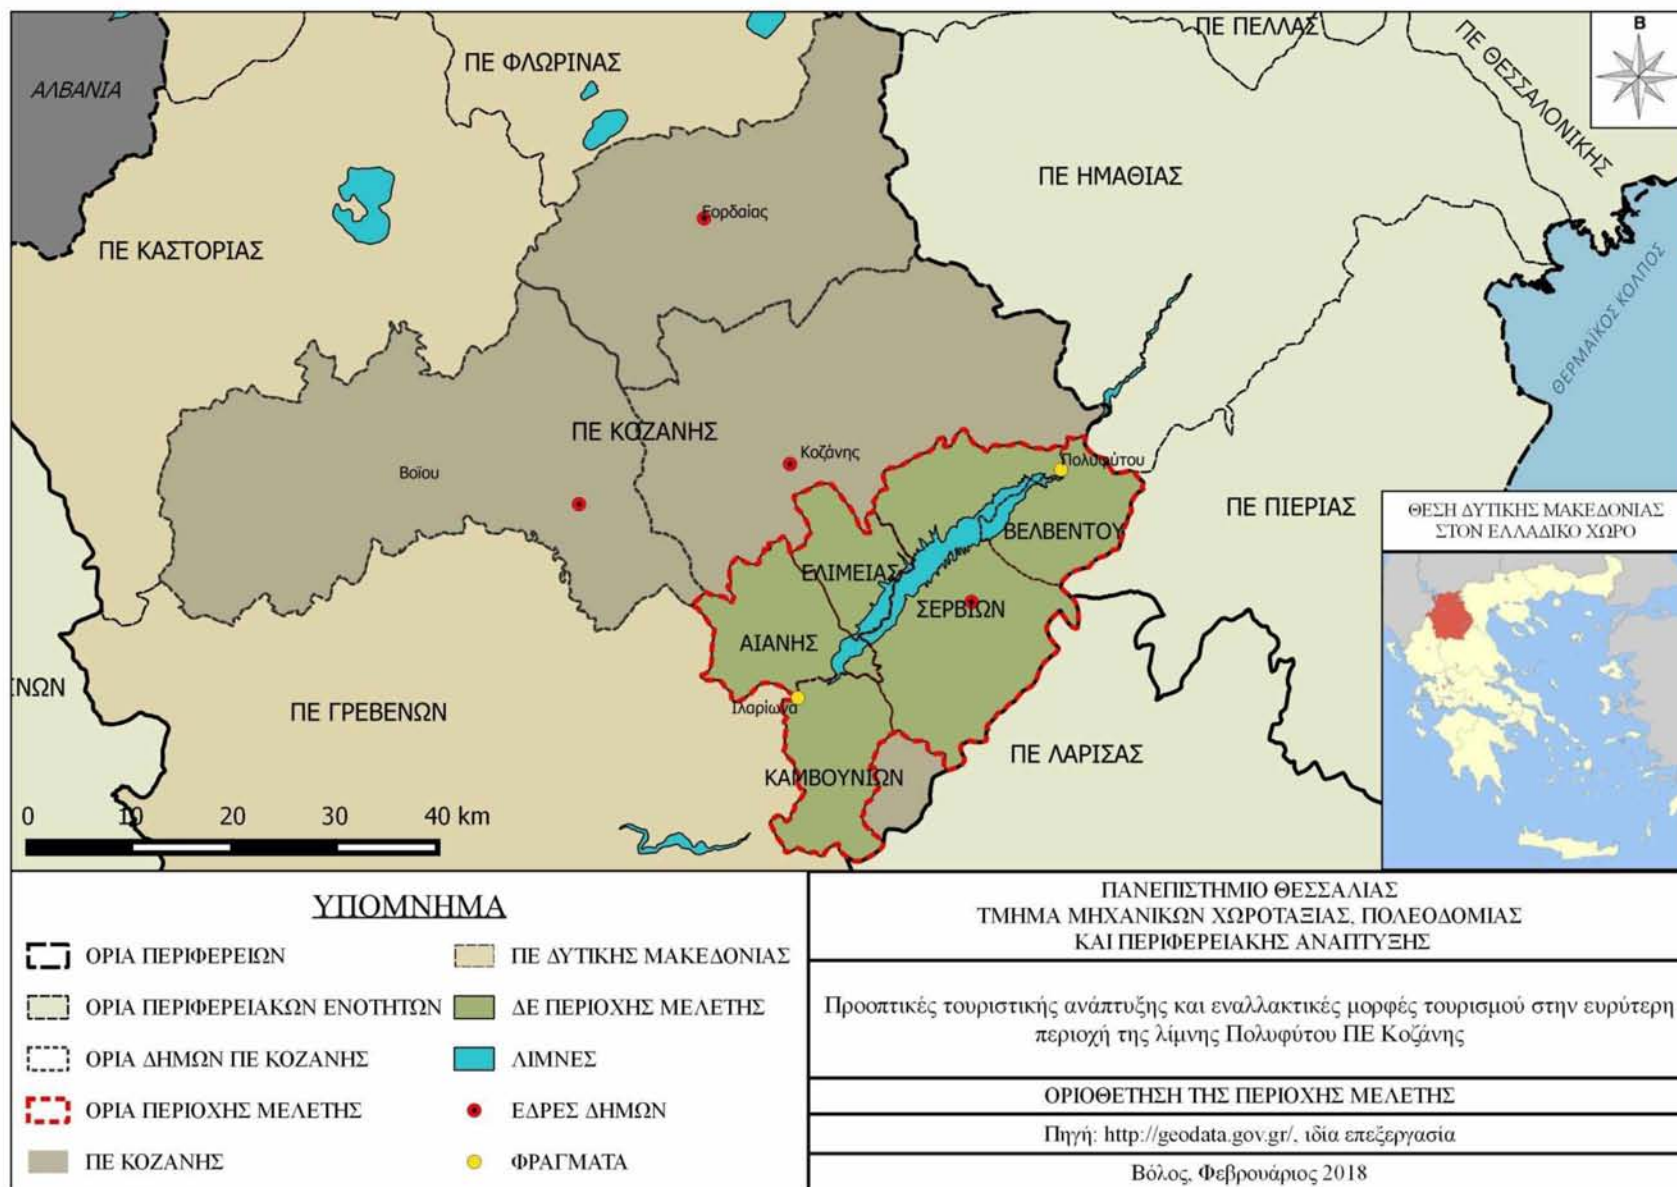 ΠΕ ΠΕΛΛΑΣ
Β
ΠΕ ΘΕΣΣΑΛΟΝΙΚΗΣ
ΠΕ ΦΛΩΡΙΝΑΣ
ΑΛΒΑΝΙΑ
ΠΕ ΗΜΑΘΙΑΣ
Εορδαίας
ΠΕ ΚΑΣΤΟΡΙΑΣ
ΘΕΡΜΑΪΚΟΣ ΚΟΛΠΟΣ
ΠΕ ΚΟΖΑΝΗΣ
Κοζάνης
Βοΐου
Πολυφύτου
ΠΕ ΠΙΕΡΙΑΣ
ΒΕΛΒΕΝΤΟΥ
ΕΛΙΜΕΙΑΣ
ΣΕΡΒΙΩΝ
ΑΙΑΝΗΣ
ΘΕΣΗ ΔΥΤΙΚΗΣ ΜΑΚΕΔΟΝΙΑΣ
ΣΤΟΝ ΕΛΛΑΔΙΚΟ ΧΩΡΟ
ΙΕΝΩΝ
ΠΕ ΓΡΕΒΕΝΩΝ
Ιλαρίωνα
ΠΕ ΛΑΡΙΣΑΣ
ΚΑΜΒΟΥΝΙΩΝ
0 10 20 30 40 km
ΥΠΟΜΝΗΜΑ
ΟΡΙΑ ΠΕΡΙΦΕΡΕΙΩΝ
ΟΡΙΑ ΠΕΡΙΦΕΡΕΙΑΚΩΝ ΕΝΟΤΗΤΩΝ
ΟΡΙΑ ΔΗΜΩΝ ΠΕ ΚΟΖΑΝΗΣ
ΟΡΙΑ ΠΕΡΙΟΧΗΣ ΜΕΛΕΤΗΣ
ΠΕ ΚΟΖΑΝΗΣ
ΠΕ ΔΥΤΙΚΗΣ ΜΑΚΕΔΟΝΙΑΣ
ΔΕ ΠΕΡΙΟΧΗΣ ΜΕΛΕΤΗΣ
ΛΙΜΝΕΣ
ΕΔΡΕΣ ΔΗΜΩΝ
ΦΡΑΓΜΑΤΑ
ΠΑΝΕΠΙΣΤΗΜΙΟ ΘΕΣΣΑΛΙΑΣ
ΤΜΗΜΑ ΜΗΧΑΝΙΚΩΝ ΧΩΡΟΤΑΞΙΑΣ, ΠΟΛΕΟΔΟΜΙΑΣ
ΚΑΙ ΠΕΡΙΦΕΡΕΙΑΚΗΣ ΑΝΑΠΤΥΞΗΣ
Προοπτικές τουριστικής ανάπτυξης και εναλλακτικές μορφές τουρισμού στην ευρύτερη
περιοχή της λίμνης Πολυφύτου ΠΕ Κοζάνης
ΟΡΙΟΘΕΤΗΣΗ ΤΗΣ ΠΕΡΙΟΧΗΣ ΜΕΛΕΤΗΣ
Πηγή: http://geodata.gov.gr/, ιδία επεξεργασία
Βόλος, Φεβρουάριος 2018